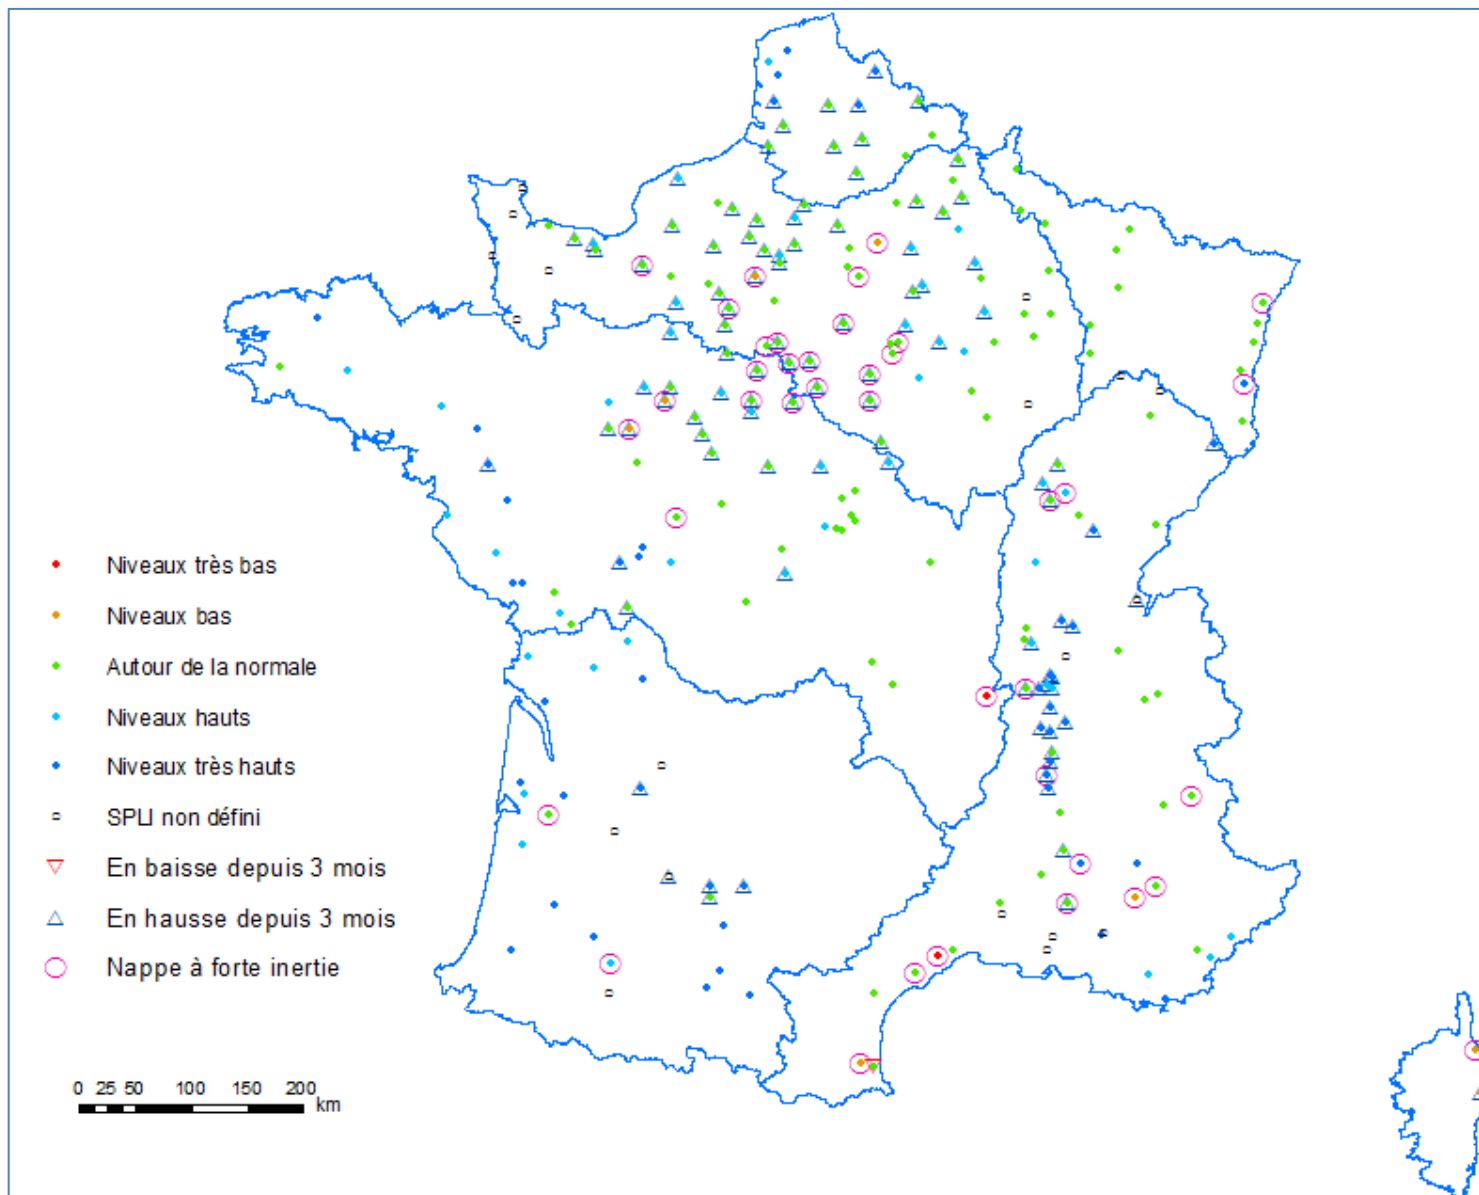 Niveaux très bas
Niveaux bas
Autour de la normale
Niveaux hauts
Niveaux très hauts
SPLI non défini
En baisse depuis 3 mois
En hausse depuis 3 mois
Nappe à forte inertie
0 25 50 100 150 200
km